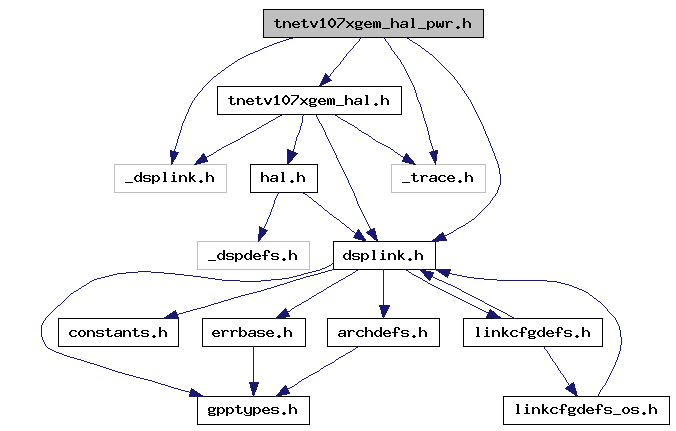 tnetv107xgem_hal_pwr.h
tnetv107xgem_hal.h
_dsplink.h
hal.h
_trace.h
_dspdefs.h
dsplink.h
constants.h
errbase.h
archdefs.h
linkcfgdefs.h
gpptypes.h
linkcfgdefs_os.h